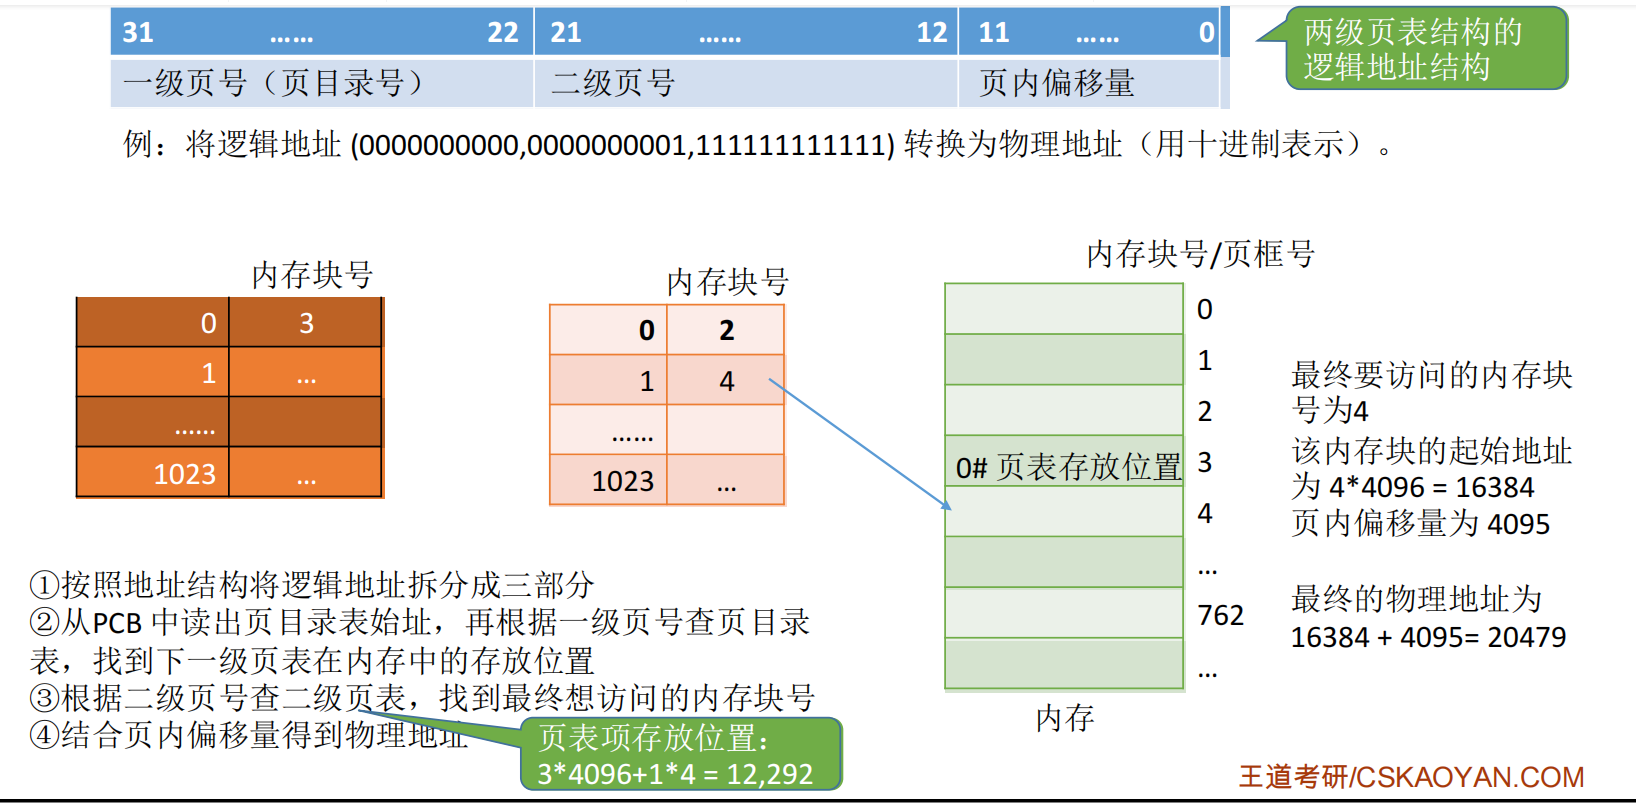 31 …… 22 21 …… 12 11 …… 0
一级页号（页目录号） 二级页号 页内偏移量
两级页表结构的
逻辑地址结构
例：将逻辑地址 (0000000000,0000000001,111111111111) 转换为物理地址（用十进制表示）。
内存块号
0 3
1 …
……
1023 …
内存块号
0 2
1 4
……
1023 …
内存块号/页框号
0
1
2
0# 页表存放位置 3
4
…
762
…
内存
最终要访问的内存块
号为4
该内存块的起始地址
为 4*4096 = 16384
页内偏移量为 4095
最终的物理地址为
16384 + 4095= 20479
①按照地址结构将逻辑地址拆分成三部分
②从PCB 中读出页目录表始址，再根据一级页号查页目录
表，找到下一级页表在内存中的存放位置
③根据二级页号查二级页表，找到最终想访问的内存块号
④结合页内偏移量得到物理地址
页表项存放位置：
3*4096+1*4 = 12,292
王道考研/CSKAOYAN.COM